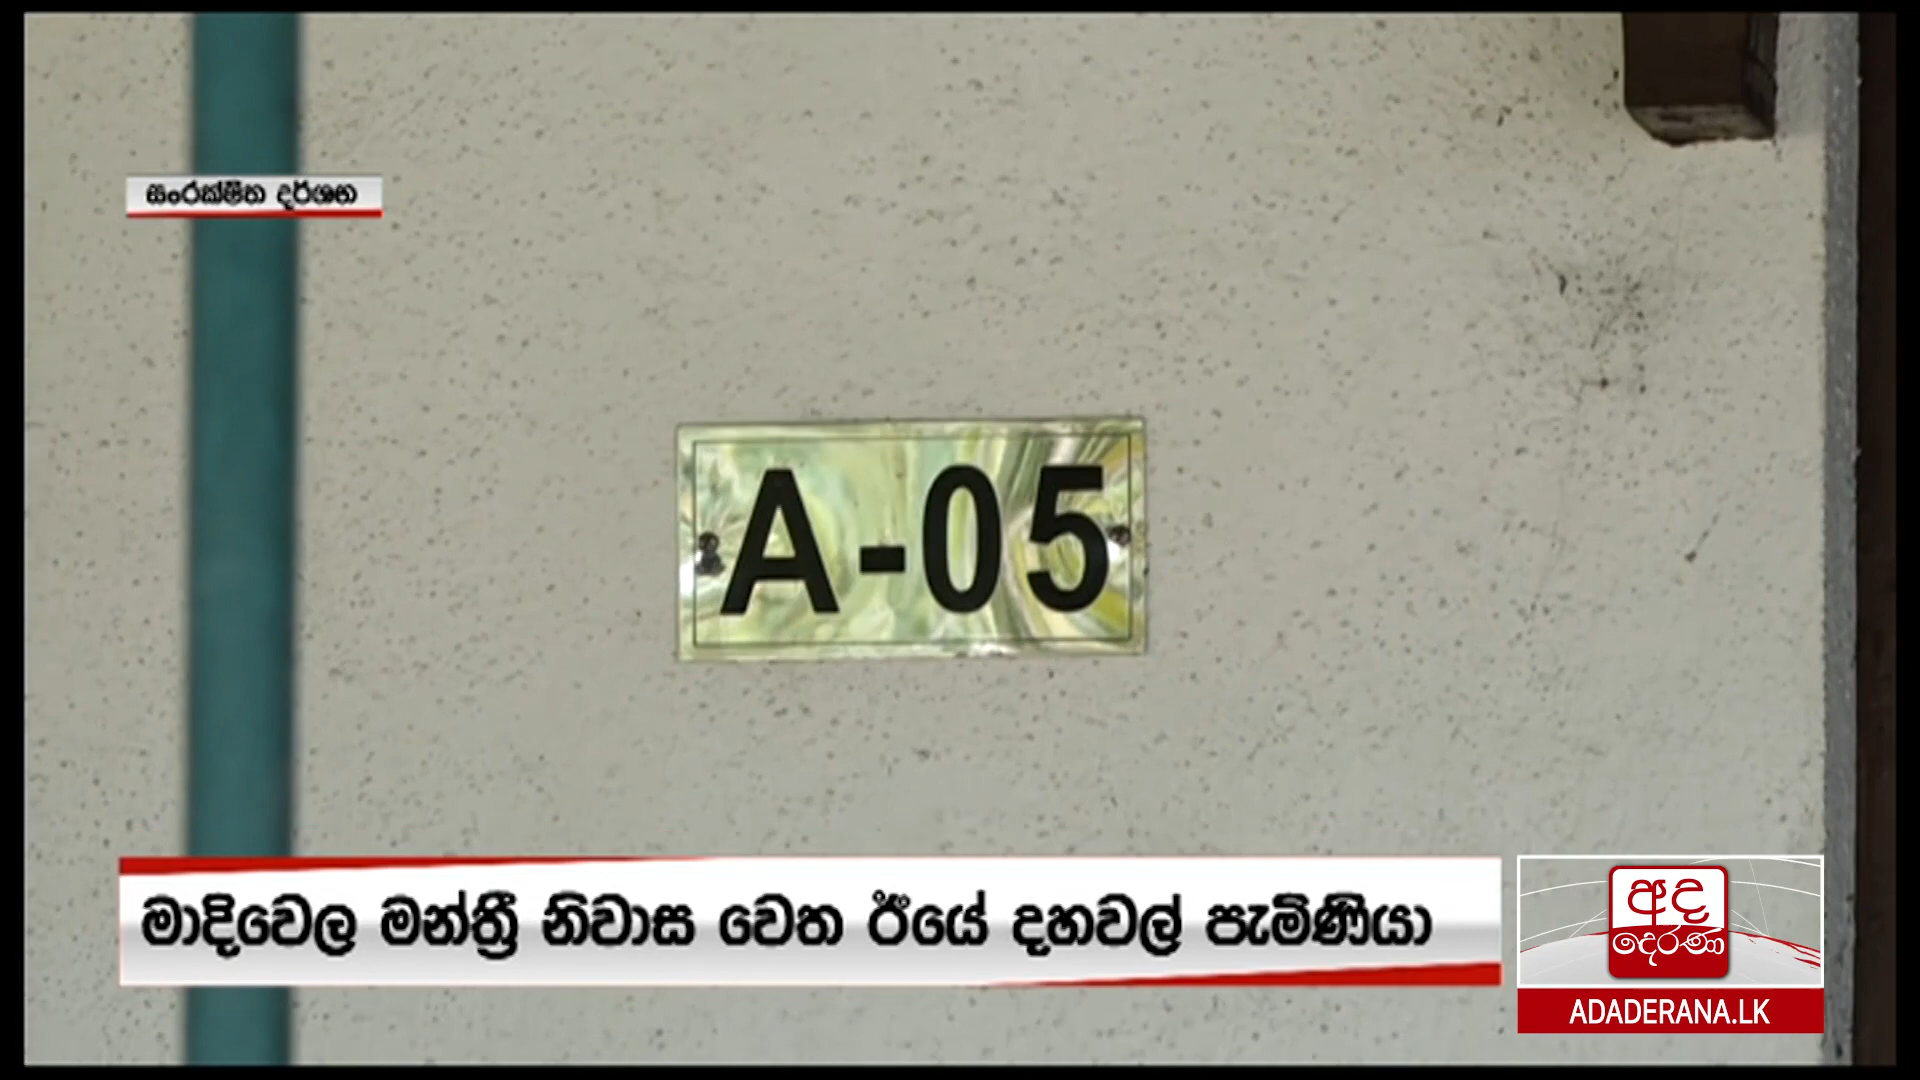 සංරක්ෂිත දර්ශන
A-05
මාදිවෙල මන්ත්‍රී නිවාස වෙත ඊයේ දහවල් පැමිණියා
අද
දෙරණ
ADADERANA.LK